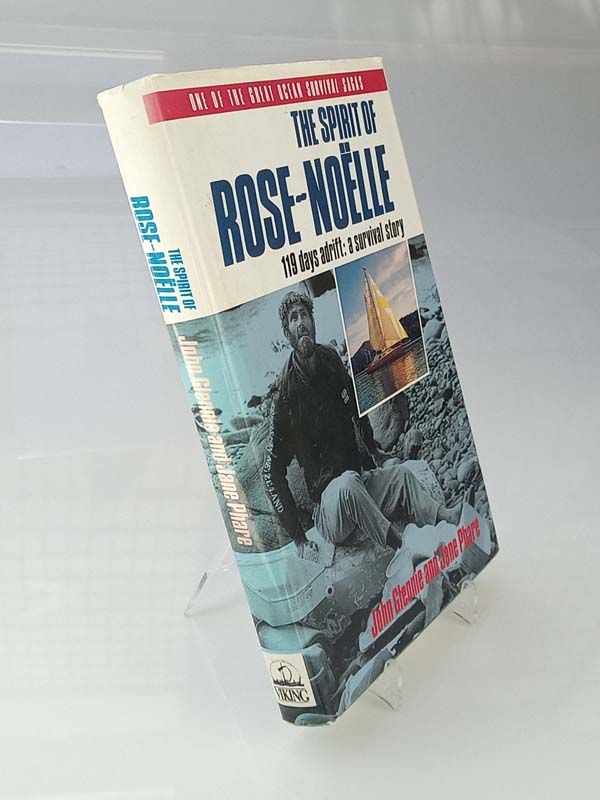 ONE OF THE GREAT OCEAN SURVIVAL SAGAS
THE SPIRIT OF
ROSE-NOËLLE
119 days adrift: a survival story
John Glennie and Jane Phare
THE SPIRIT OF
ROSE-NOËLLE
John Glennie and Jane Phare
VIKING